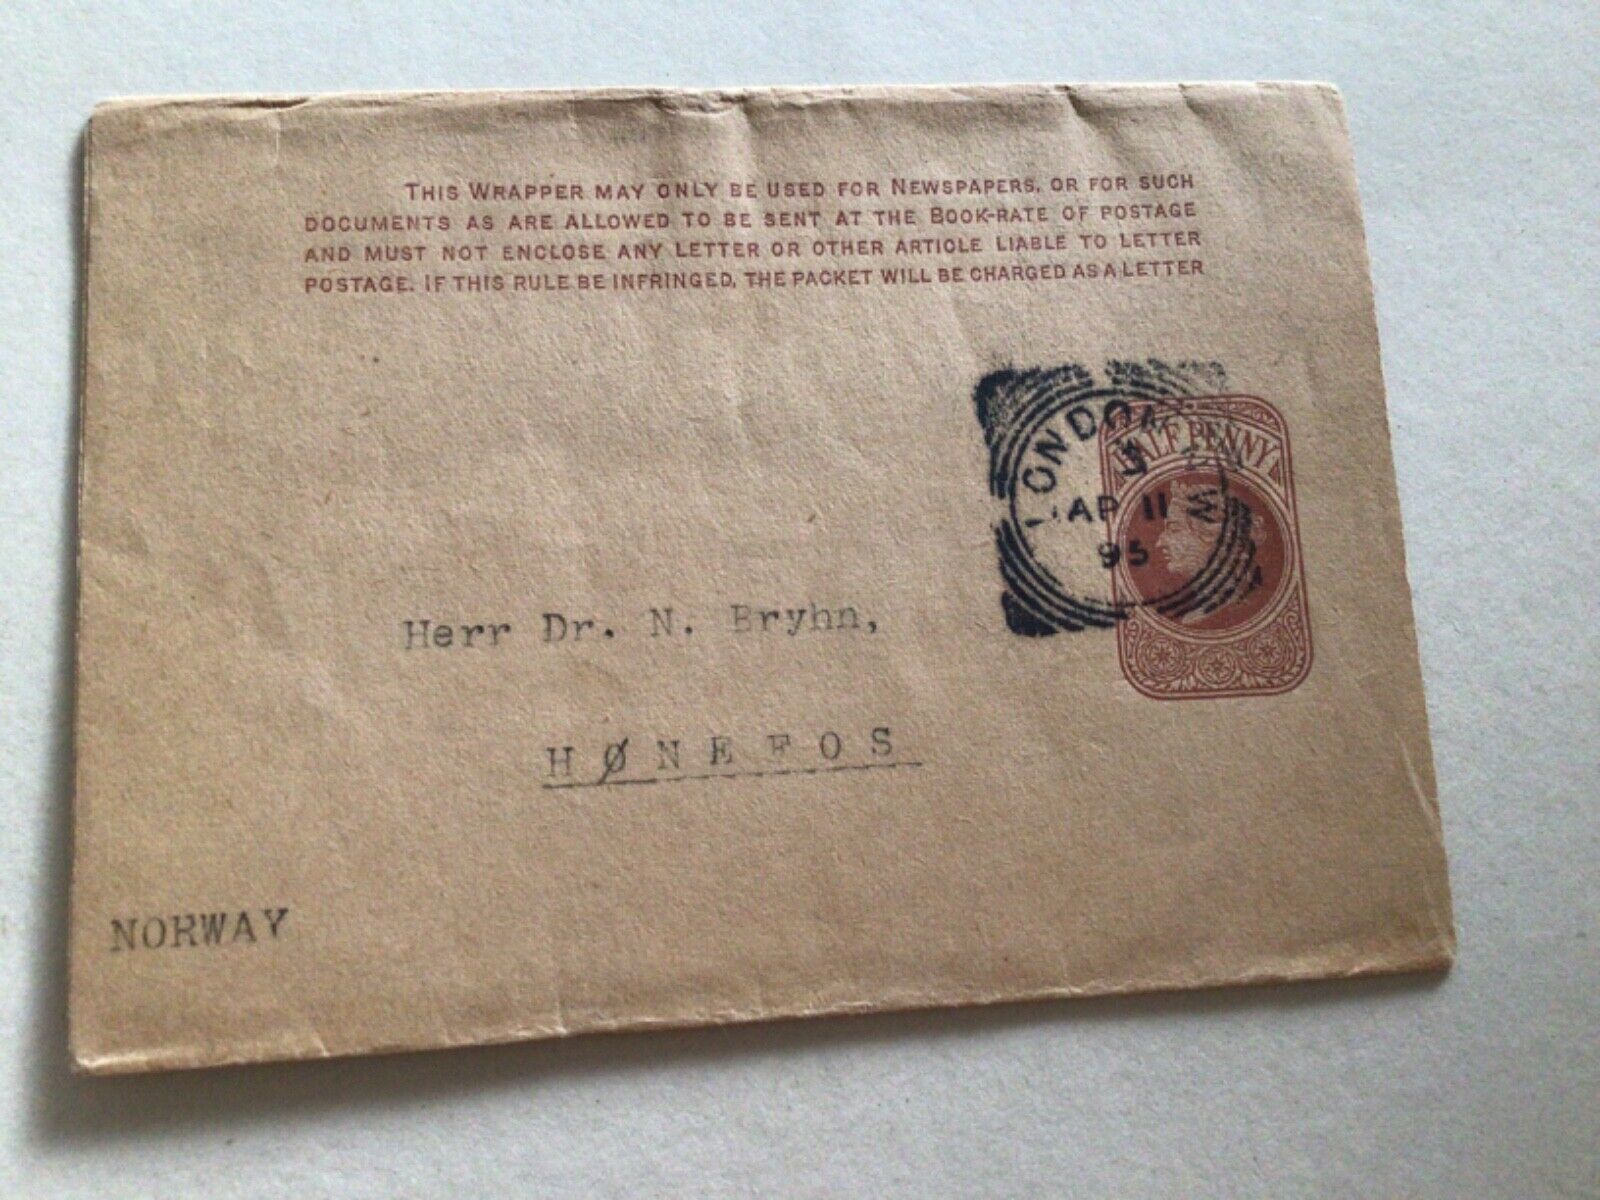 THIS WRAPPER MAY ONLY BE USED FOR NEWSPAPERS, OR FOR SUCH
DOCUMENTS AS ARE ALLOWED TO BE SENT AT THE BOOK-RATE OF POSTAGE
AND MUST NOT ENCLOSE ANY LETTER OR OTHER ARTICLE LIABLE TO LETTER
POSTAGE. IF THIS RULE BE INFRINGED, THE PACKET WILL BE CHARGED AS A LETTER
HALF PENNY
LONDON W
AP 11
95
Herr Dr. N. Bryhn,
HØNEFOS
NORWAY